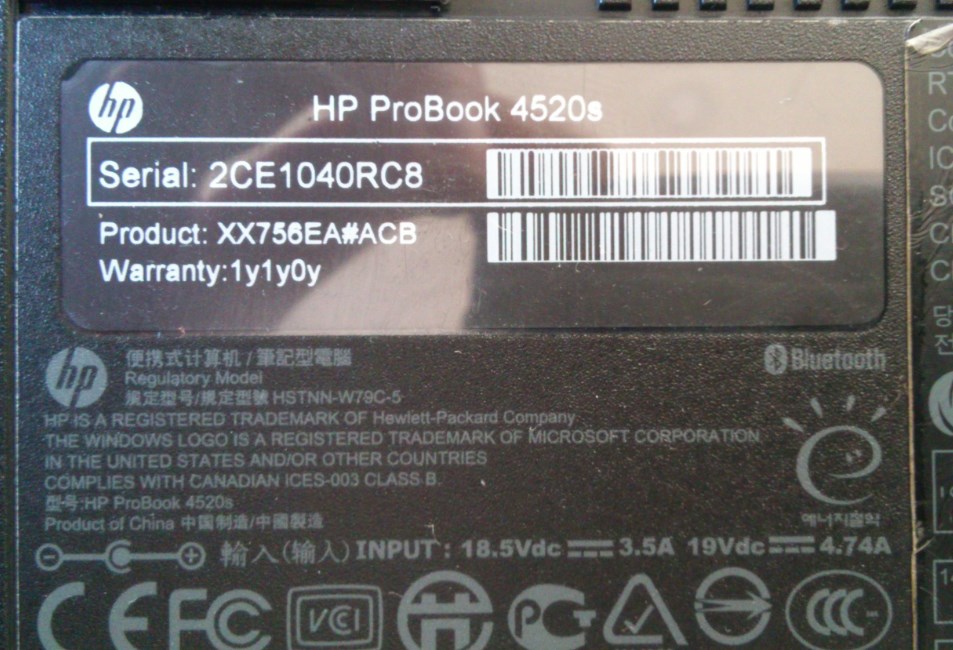 hp
HP ProBook 4520s
Serial: 2CE1040RC8
Product: XX756EA#ACB
Warranty:1y1y0y
hp
便携式计算机 / 筆記型電腦
Bluetooth
Regulatory Model
规定型号/規定型號 HSTNN-W79C-5
HP IS A REGISTERED TRADEMARK OF Hewlett-Packard Company
THE WINDOWS LOGO IS A REGISTERED TRADEMARK OF MICROSOFT CORPORATION
IN THE UNITED STATES AND/OR OTHER COUNTRIES
COMPLIES WITH CANADIAN ICES-003 CLASS B.
型号:HP ProBook 4520s
에너지절약
Product of China 中国制造/中國製造
輸入(输入) INPUT : 18.5Vdc 3.5A 19Vdc 4.74A
CE FC VCI PG CCC